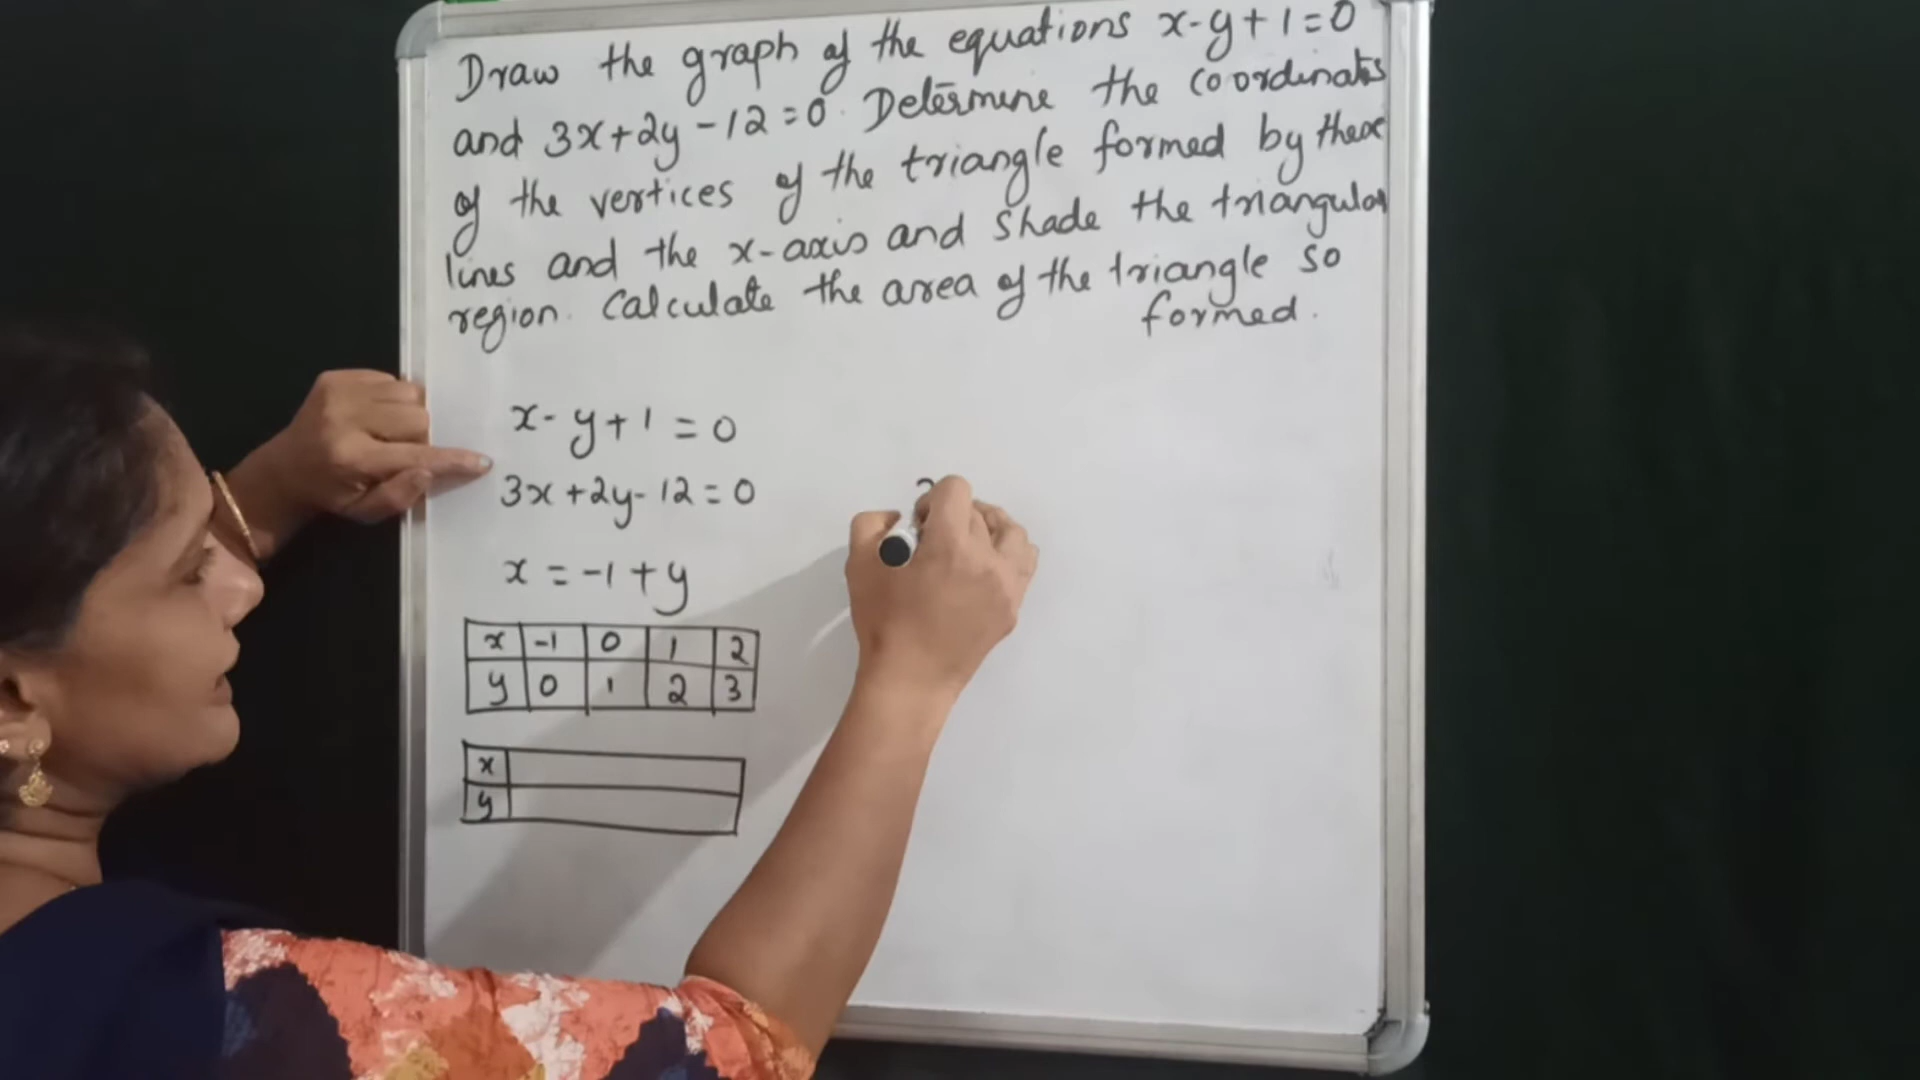 Draw the graph of the equations x-y+1=0
and 3x+2y-12=0. Determine the coordinates
of the vertices of the triangle formed by these
lines and the x-axis and shade the triangular
region. Calculate the area of the triangle so
formed.
x-y+1=0
3x+2y-12=0
x=-1+y
x -1 0 1 2
y 0 1 2 3
x
y